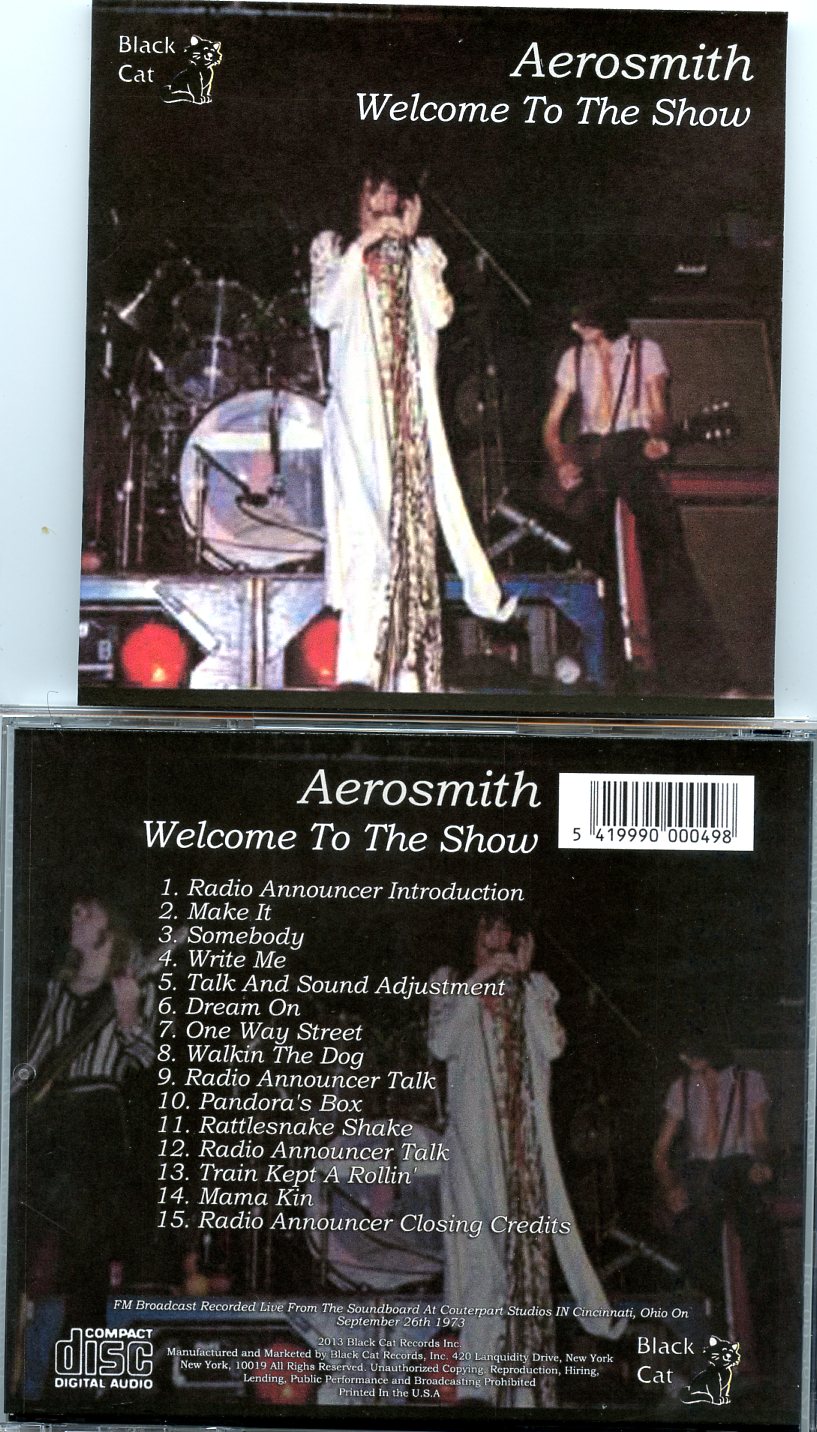 Black
Cat
Aerosmith
Welcome To The Show
Aerosmith
Welcome To The Show
5 419990 000498
1. Radio Announcer Introduction
2. Make It
3. Somebody
4. Write Me
5. Talk And Sound Adjustment
6. Dream On
7. One Way Street
8. Walkin The Dog
9. Radio Announcer Talk
10. Pandora's Box
11. Rattlesnake Shake
12. Radio Announcer Talk
13. Train Kept A Rollin'
14. Mama Kin
15. Radio Announcer Closing Credits
FM Broadcast Recorded Live From The Soundboard At Couterpart Studios IN Cincinnati, Ohio On
September 26th 1973
2013 Black Cat Records Inc.
Manufactured and Marketed by Black Cat Records, Inc. 420 Lanquidity Drive, New York
New York, 10019 All Rights Reserved. Unauthorized Copying, Reproduction, Hiring,
Lending, Public Performance and Broadcasting Prohibited
Printed In the U.S.A
COMPACT
disc
DIGITAL AUDIO
Black
Cat